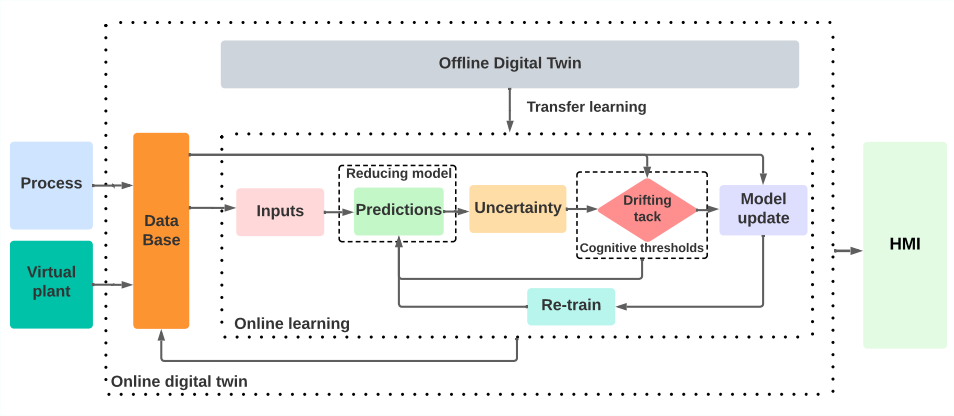 Offline Digital Twin
Transfer learning
Process
Virtual
plant
Data
Base
Inputs
Reducing model
Predictions
Uncertainty
Drifting
tack
Cognitive thresholds
Model
update
Re-train
Online learning
Online digital twin
HMI